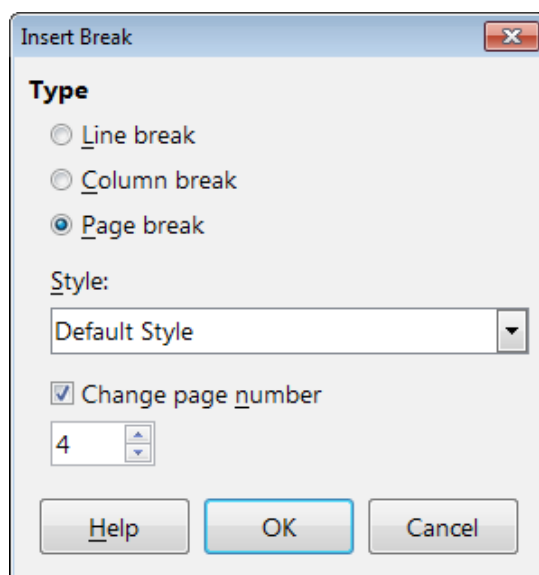 Insert Break
Type
Line break
Column break
Page break
Style:
Default Style
Change page number
4
Help OK Cancel